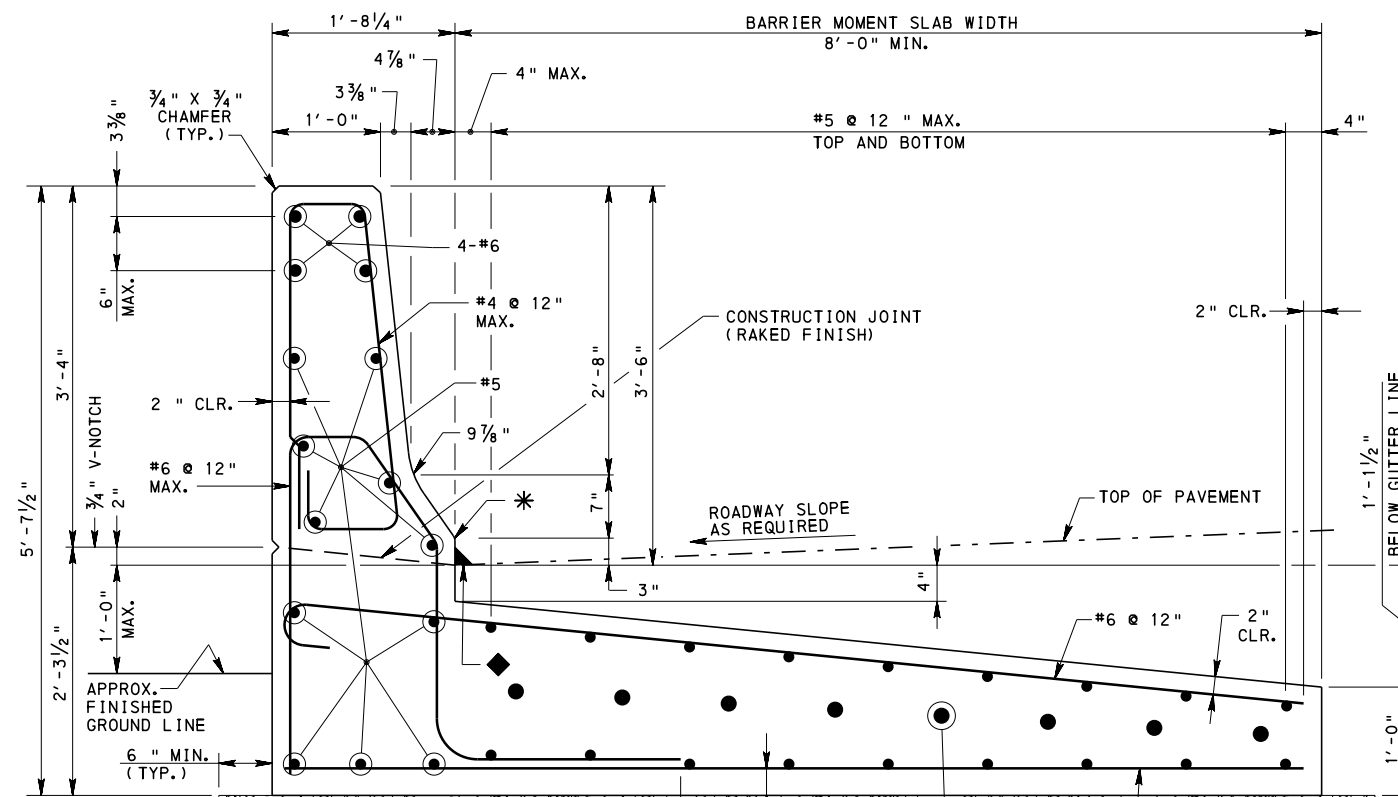 1'-8¼"
BARRIER MOMENT SLAB WIDTH
8'-0" MIN.
4⅞"
4" MAX.
3⅜"
¾" X ¾"
CHAMFER
(TYP.)
3⅜"
1'-0"
#5 @ 12 " MAX.
TOP AND BOTTOM
4"
4-#6
6"
MAX.
#4 @ 12"
MAX.
CONSTRUCTION JOINT
(RAKED FINISH)
2" CLR.
3'-4"
2'-8"
3'-6"
#5
2 " CLR.
9⅞"
¾" V-NOTCH
2"
#6 @ 12"
MAX.
7"
*
ROADWAY SLOPE
AS REQUIRED
TOP OF PAVEMENT
1'-1½"
BELOW GUTTER LINE
5'-7½"
3"
4"
1'-0"
MAX.
#6 @ 12"
2"
CLR.
2'-3½"
APPROX.
FINISHED
GROUND LINE
6 " MIN.
(TYP.)
1'-0"